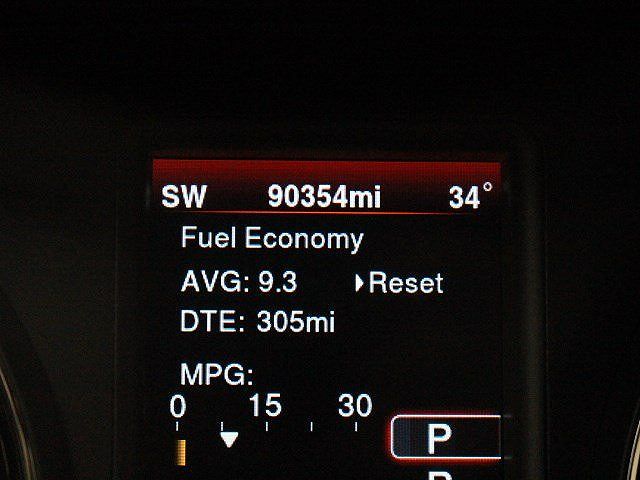 SW 90354mi 34°
Fuel Economy
AVG: 9.3 Reset
DTE: 305mi
MPG:
0 15 30
P